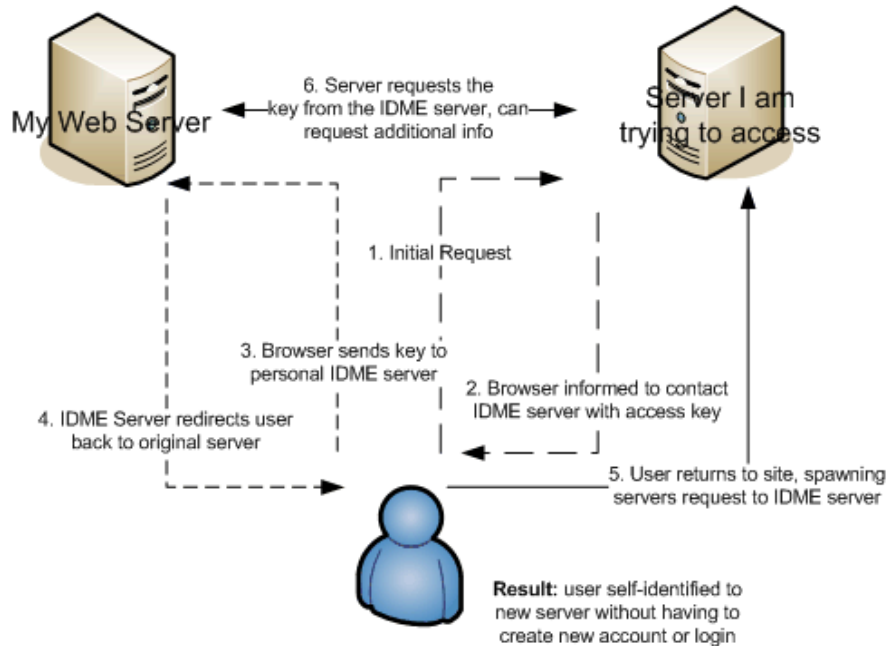 My Web Server
6. Server requests the
key from the IDME server, can
request additional info
Server I am
trying to access
1. Initial Request
3. Browser sends key to
personal IDME server
2. Browser informed to contact
IDME server with access key
4. IDME Server redirects user
back to original server
5. User returns to site, spawning
servers request to IDME server
Result: user self-identified to
new server without having to
create new account or login